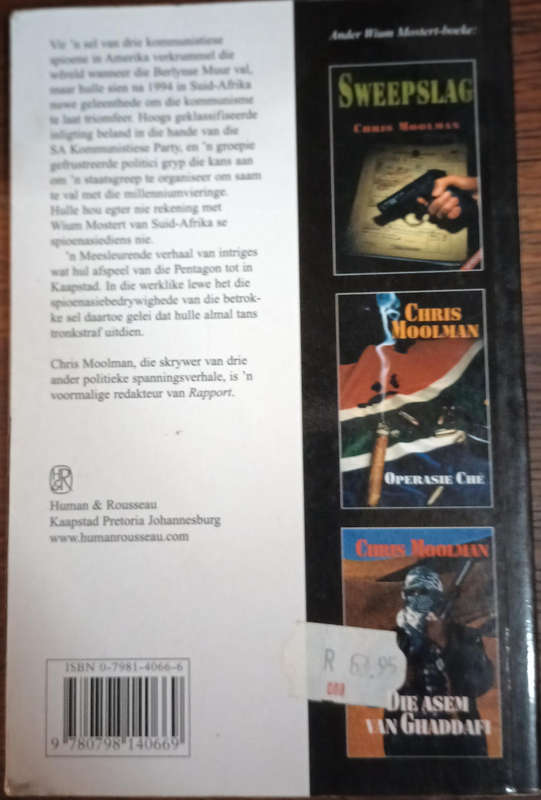 Vir 'n sel van drie kommunistiese
spioene in Amerika verkrummel die
wêreld wanneer die Berlynse Muur val,
maar hulle sien na 1994 in Suid-Afrika
nuwe geleenthede om die kommunisme
te laat triomfeer. Hoogs geklassifiseerde
inligting beland in die hande van die
SA Kommunistiese Party, en 'n groepie
gefrustreerde politici gryp die kans aan
om 'n staatsgreep te organiseer om saam
te val met die millenniumvieringe.
Hulle hou egter nie rekening met
Wium Mostert van Suid-Afrika se
spioenasiediens nie.
'n Meesleurende verhaal van intriges
wat hul afspeel van die Pentagon tot in
Kaapstad. In die werklike lewe het die
spioenasiebedrywighede van die betrok-
ke sel daartoe gelei dat hulle almal tans
tronkstraf uitdien.
Chris Moolman, die skrywer van drie
ander politieke spanningsverhale, is 'n
voormalige redakteur van Rapport.
Human & Rousseau
Kaapstad Pretoria Johannesburg
www.humanrousseau.com
ISBN 0-7981-4066-6
9 780798 140669
Ander Wium Mostert-boeke:
SWEEPSLAG
CHRIS MOOLMAN
CHRIS
MOOLMAN
OPERASIE CHÉ
CHRIS MOOLMAN
R 63.95
DIE ASEM
VAN GHADDAFI